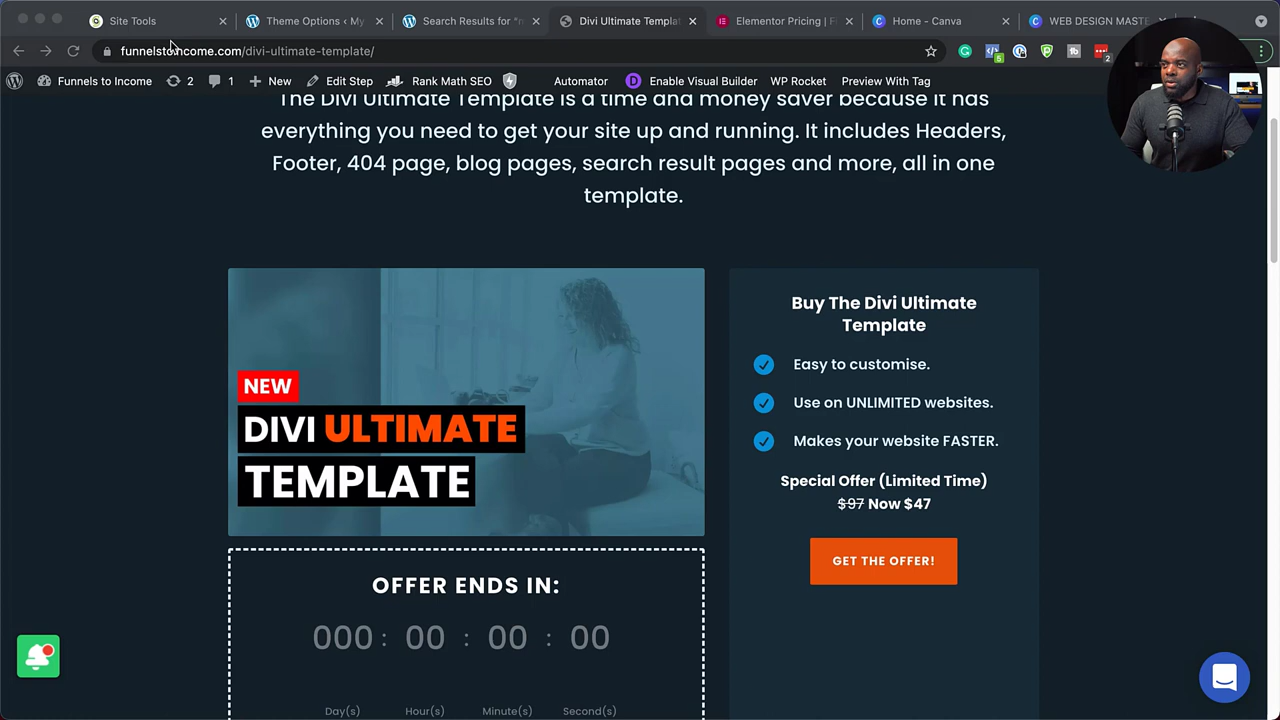 Site Tools
Theme Options ‹ My
Search Results for "n
Divi Ultimate Templat
Elementor Pricing | F
Home - Canva
WEB DESIGN MASTE
funnelstoincome.com/divi-ultimate-template/
5
2
Funnels to Income
2
1
New
Edit Step
Rank Math SEO
Automator
Enable Visual Builder
WP Rocket
Preview With Tag
The Divi Ultimate Template is a time and money saver because it has
everything you need to get your site up and running. It includes Headers,
Footer, 404 page, blog pages, search result pages and more, all in one
template.
NEW
DIVI ULTIMATE
TEMPLATE
Buy The Divi Ultimate
Template
Easy to customise.
Use on UNLIMITED websites.
Makes your website FASTER.
Special Offer (Limited Time)
$97 Now $47
GET THE OFFER!
OFFER ENDS IN:
000 : 00 : 00 : 00
Day(s) Hour(s) Minute(s) Second(s)